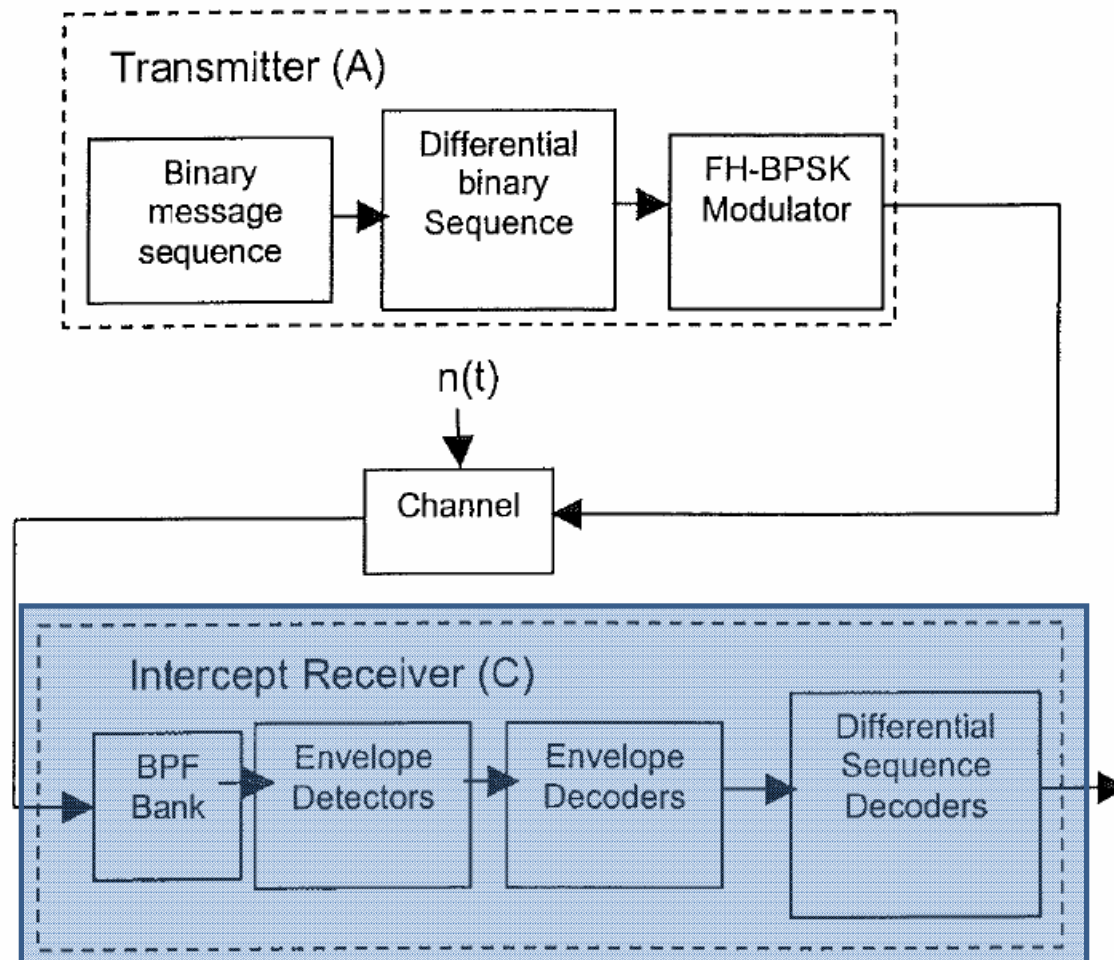 Transmitter (A)
Binary
message
sequence
Differential
binary
Sequence
FH-BPSK
Modulator
n(t)
Channel
Intercept Receiver (C)
BPF
Bank
Envelope
Detectors
Envelope
Decoders
Differential
Sequence
Decoders